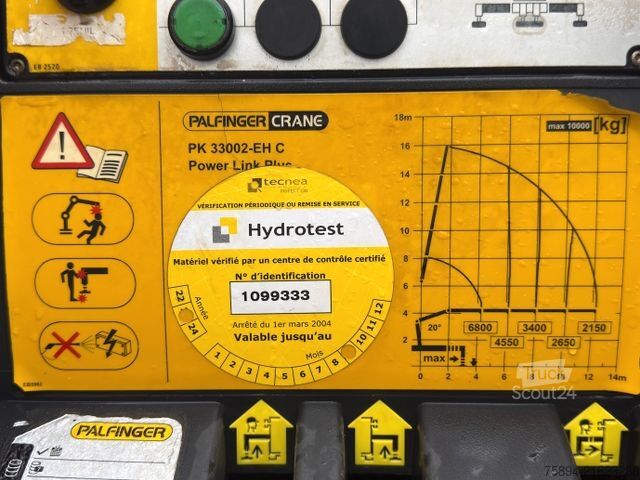 EB 2520
PALFINGER CRANE
PK 33002-EH C
Power Link Plus
tecnea
VÉRIFICATION PÉRIODIQUE OU REMISE EN SERVICE
Hydrotest
Matériel vérifié par un centre de contrôle certifié
N° d'identification
1099333
Arrêté du 1er mars 2004
Valable jusqu'au
Année
22
24
Mois
1 2 3 4 5 6 7 8 10 11 12
18m
16
14
12
10
8
6
4
2
0
max 10000 [kg]
20°
6800 3400 2150
4550 2650
max
0 2 4 6 8 10 12 14m
Truck
Scout24
PALFINGER